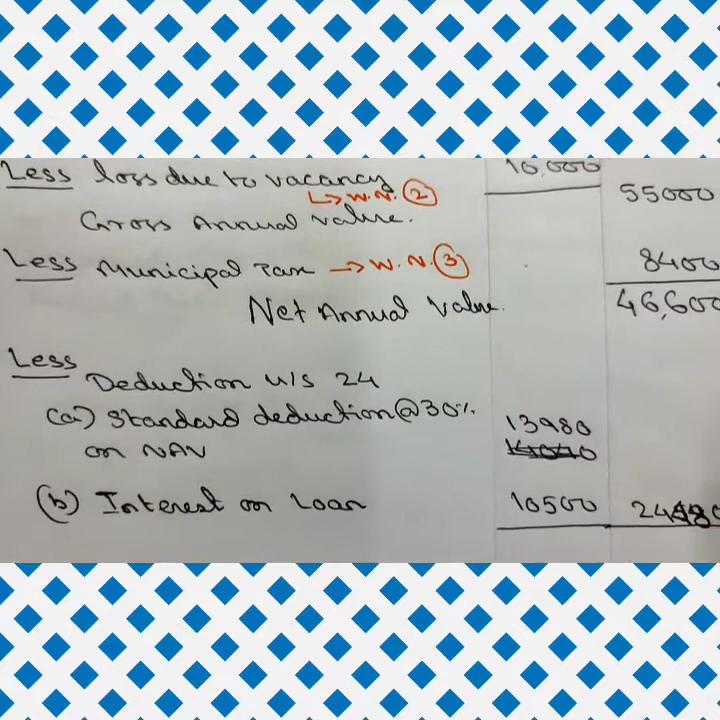 Less loss due to vacancy 10,000
↳ W.N. ② 55000
Gross Annual value.
Less Municipal Tax → W.N. ③ 8400
Net Annual Value. 46,600
Less
Deduction u/s 24
(a) Standard deduction @ 30% 13980
on NAV
(b) Interest on Loan 10500 24480